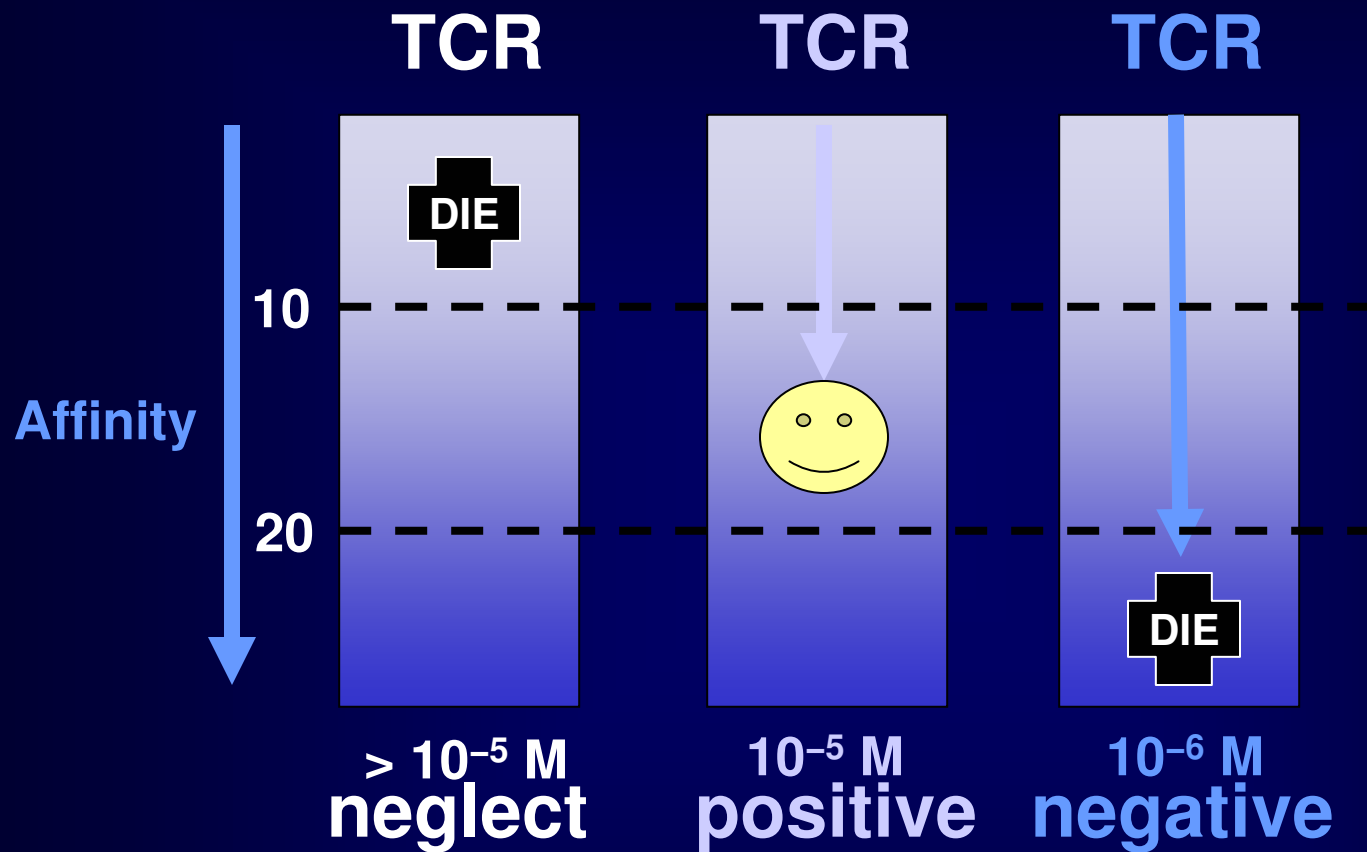 TCR TCR TCR
DIE
10
Affinity
20
DIE
> 10⁻⁵ M 10⁻⁵ M 10⁻⁶ M
neglect positive negative